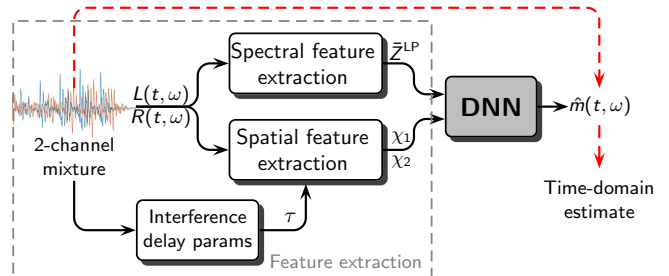 Spectral feature
extraction
Z̄ᴸᴾ
L(t, ω)
R(t, ω)
DNN
m̂(t, ω)
2-channel
mixture
Spatial feature
extraction
χ₁
χ₂
Interference
delay params
τ
Time-domain
estimate
Feature extraction